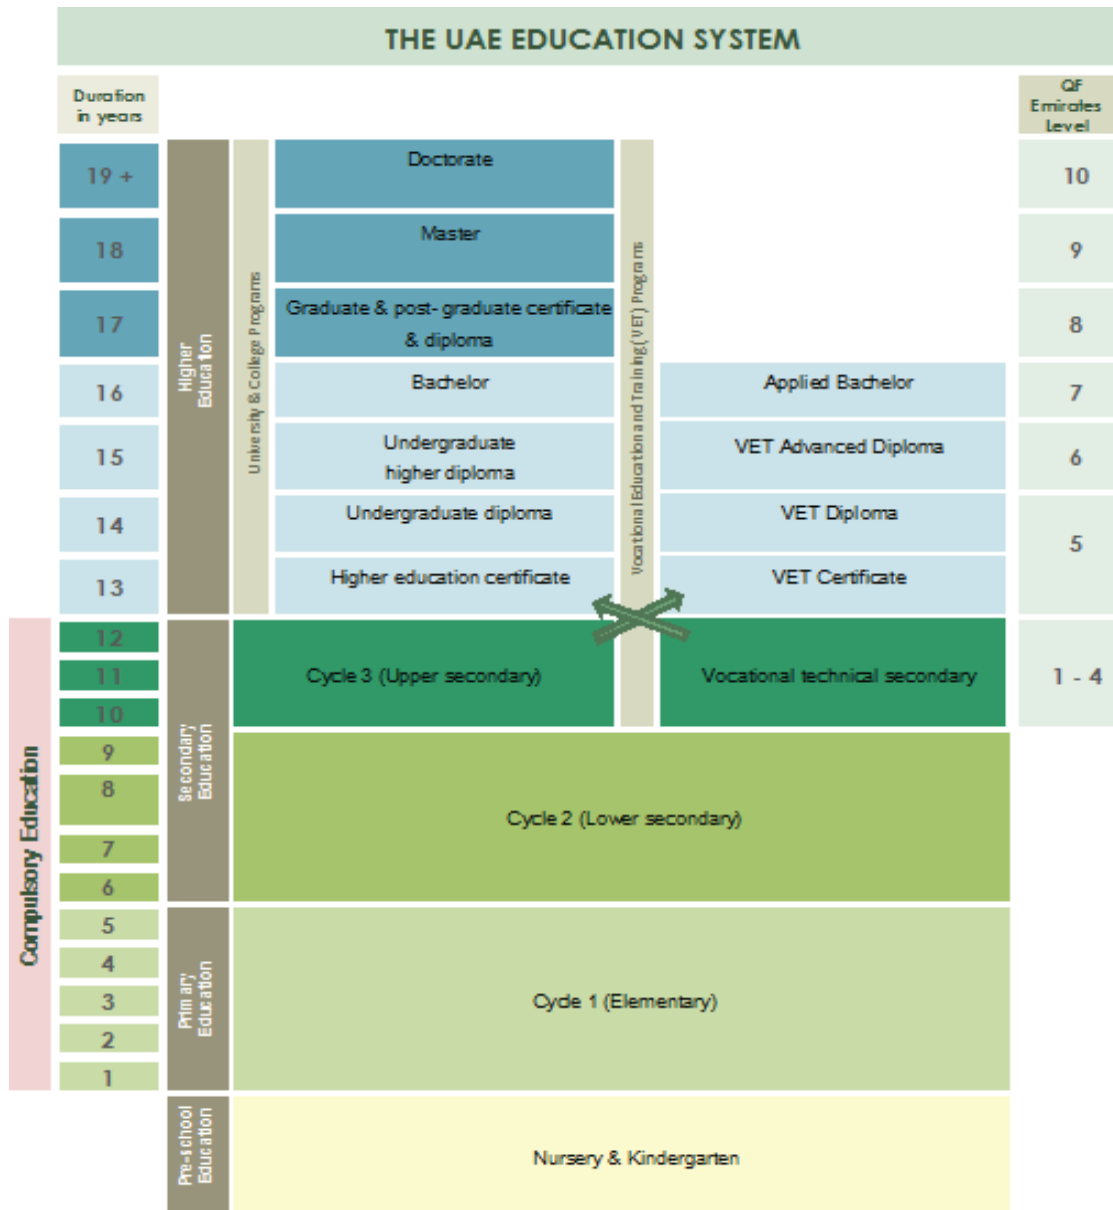 THE UAE EDUCATION SYSTEM
Duration
in years
QF
Emirates
Level
19 +
Doctorate
10
18
Master
9
17
Graduate & post- graduate certificate
& diploma
8
Higher
Education
University & College Programs
Vocational Education and Training( VET) Programs
16
Bachelor
Applied Bachelor
7
15
Undergraduate
higher diploma
VET Advanced Diploma
6
14
Undergraduate diploma
VET Diploma
5
13
Higher education certificate
VET Certificate
Compulsory Education
12
11
10
Secondary
Education
Cycle 3 (Upper secondary)
Vocational technical secondary
1 - 4
9
8
7
6
Cycle 2 (Lower secondary)
5
4
3
2
1
Primary
Education
Cycle 1 (Elementary)
Pre-school
Education
Nursery & Kindergarten